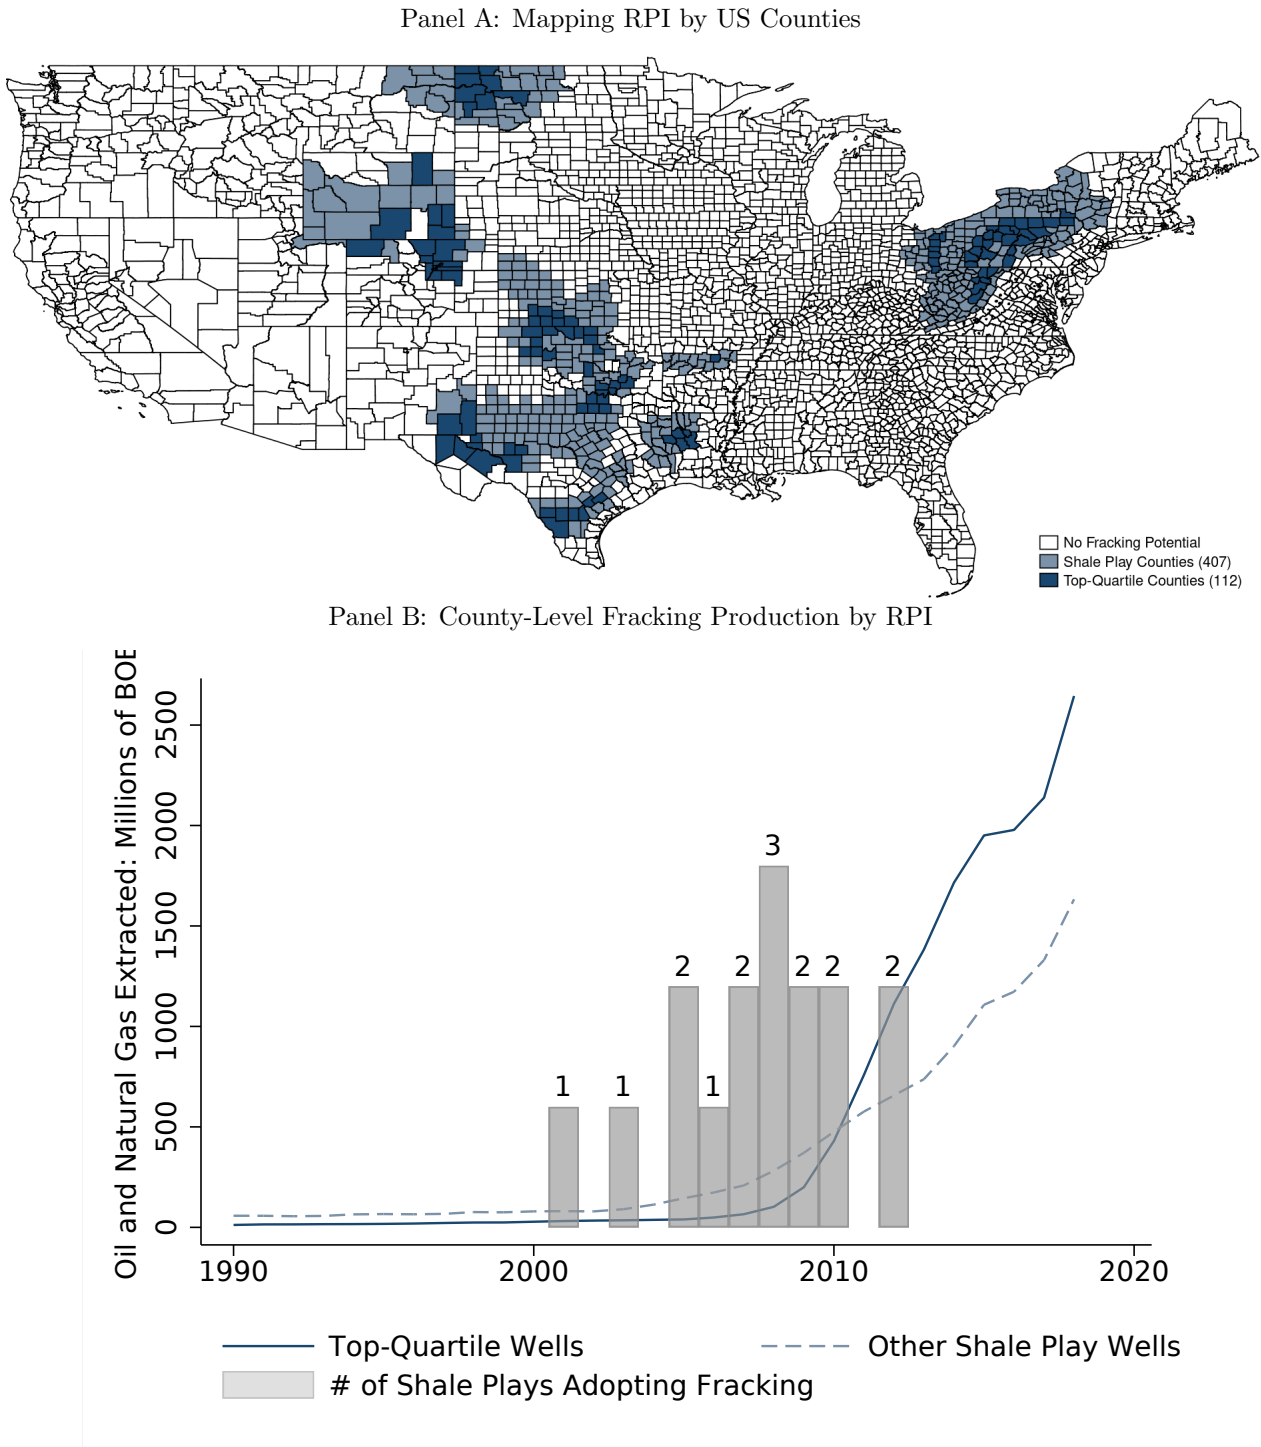 Panel A: Mapping RPI by US Counties
No Fracking Potential
Shale Play Counties (407)
Top-Quartile Counties (112)
Panel B: County-Level Fracking Production by RPI
Oil and Natural Gas Extracted: Millions of BOE
2500
2000
1500
1000
500
0
1
1
2
1
2
3
2
2
2
1990
2000
2010
2020
Top-Quartile Wells
Other Shale Play Wells
# of Shale Plays Adopting Fracking